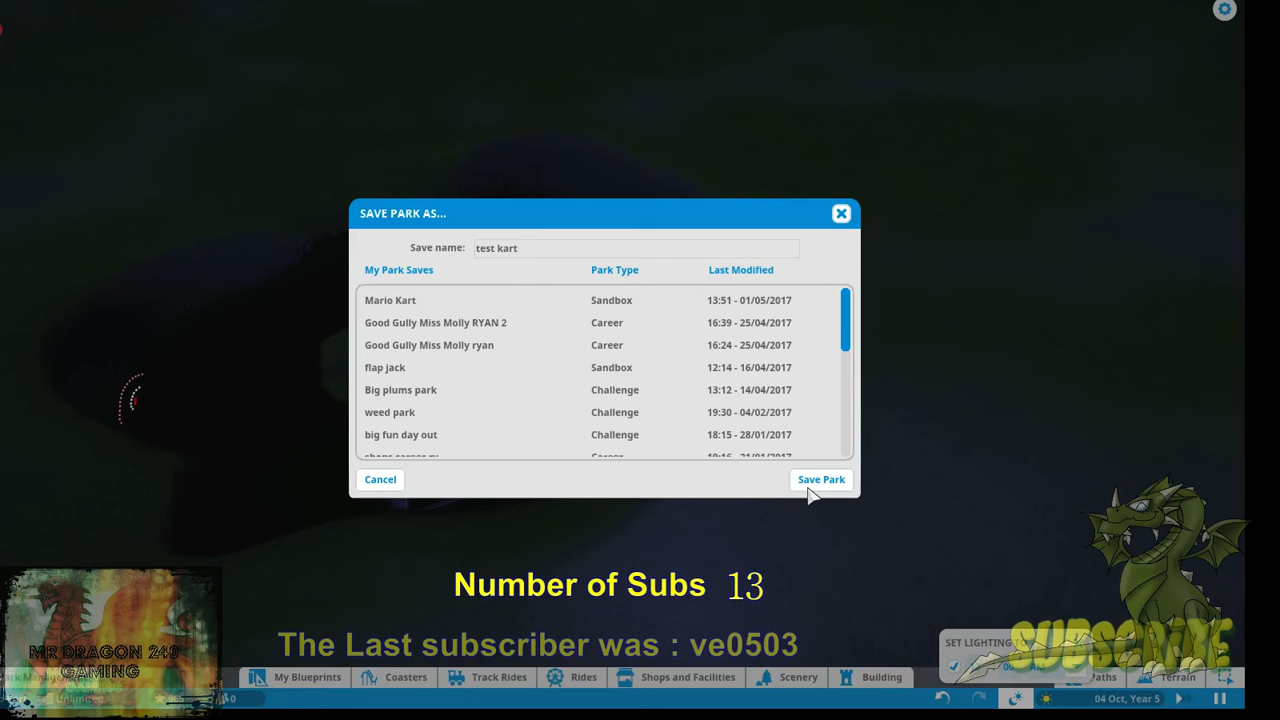 SAVE PARK AS...
Save name: test kart
My Park Saves Park Type Last Modified
Mario Kart Sandbox 13:51 - 01/05/2017
Good Gully Miss Molly RYAN 2 Career 16:39 - 25/04/2017
Good Gully Miss Molly ryan Career 16:24 - 25/04/2017
flap jack Sandbox 12:14 - 16/04/2017
Big plums park Challenge 13:12 - 14/04/2017
weed park Challenge 19:30 - 04/02/2017
big fun day out Challenge 18:15 - 28/01/2017
Cancel Save Park
Number of Subs 13
The Last subscriber was : ve0503
MR DRAGON 240
GAMING
SET LIGHTING TO
SUBSCRIBE
My Blueprints Coasters Track Rides Rides Shops and Facilities Scenery Building Paths Terrain
Unlimited 0 04 Oct, Year 5